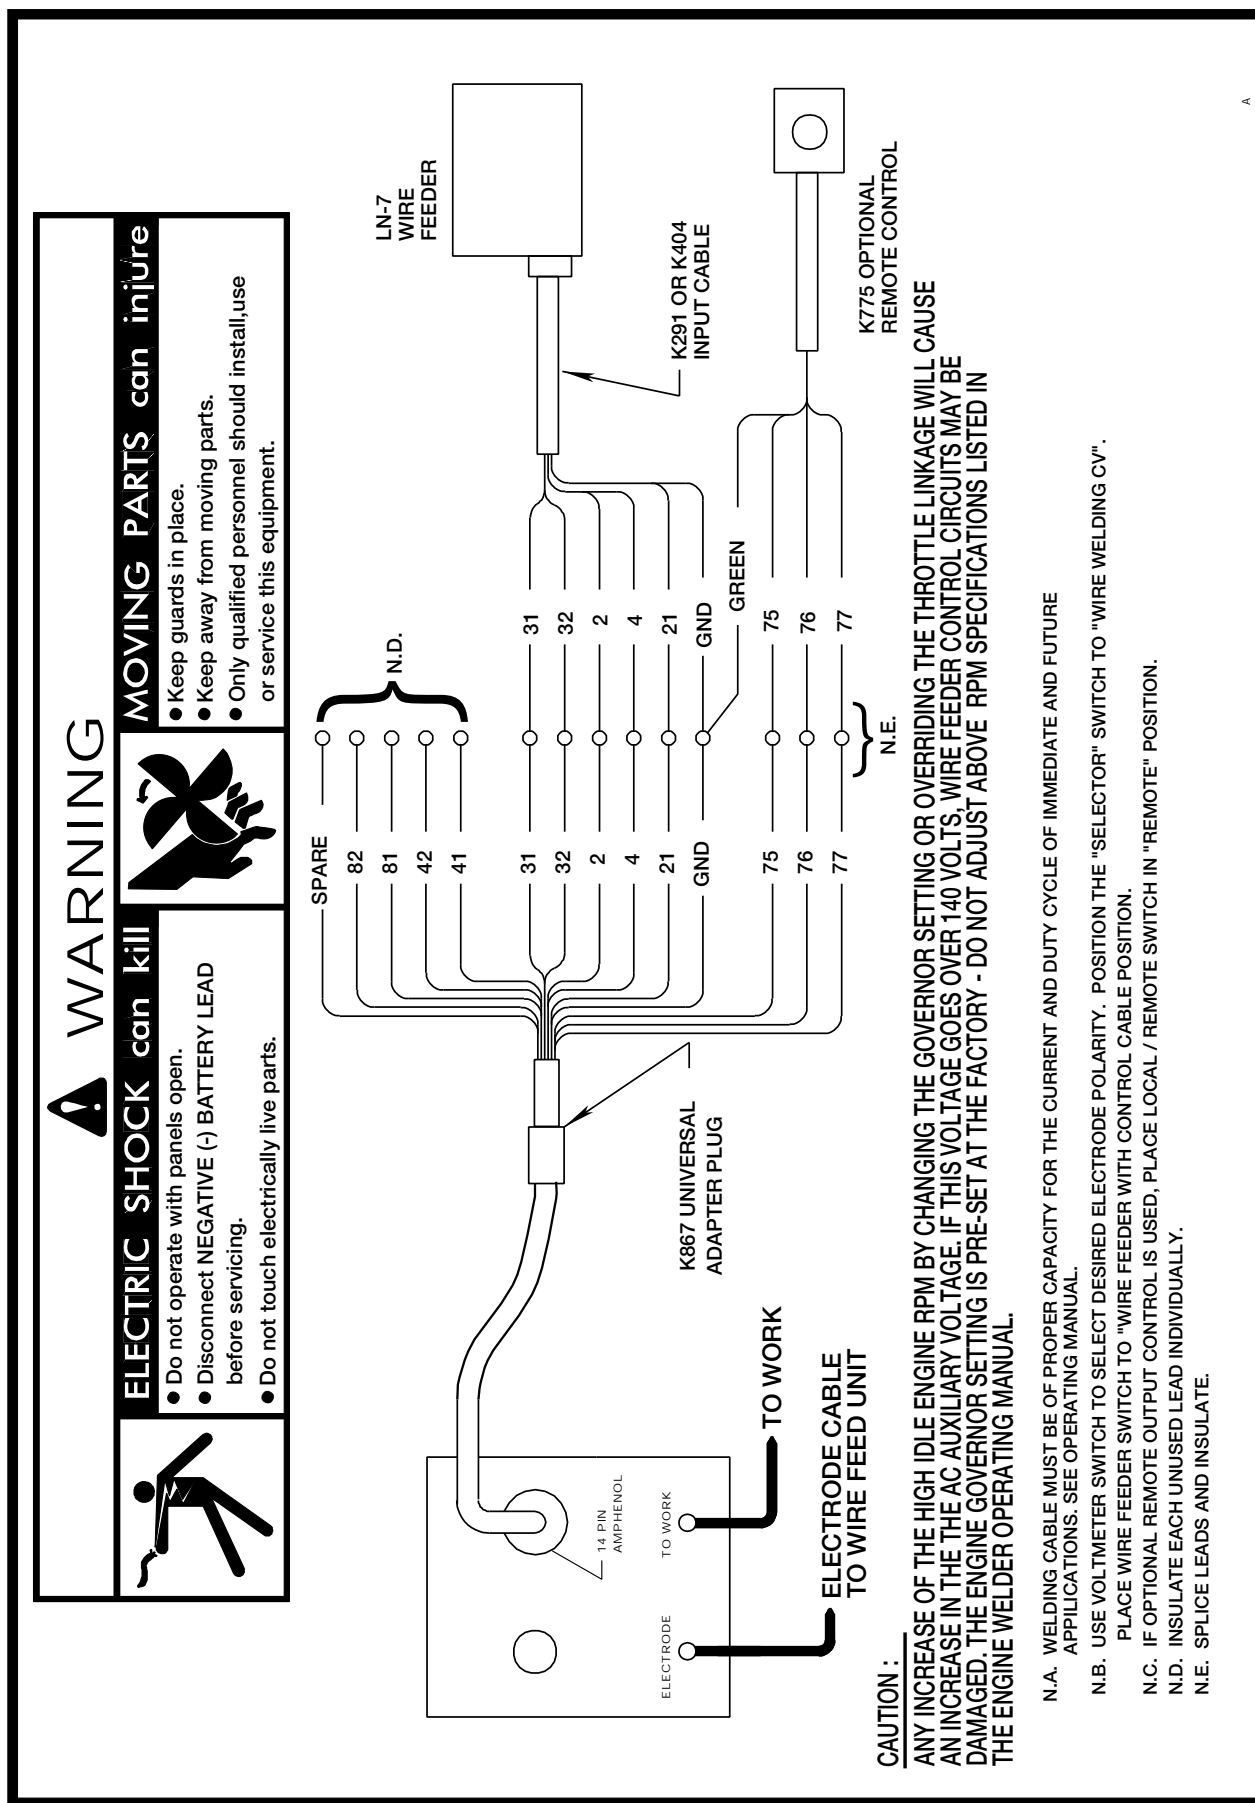 WARNING
ELECTRIC SHOCK can kill
● Do not operate with panels open.
● Disconnect NEGATIVE (-) BATTERY LEAD
before servicing.
● Do not touch electrically live parts.
MOVING PARTS can injure
● Keep guards in place.
● Keep away from moving parts.
● Only qualified personnel should install,use
or service this equipment.
N.D.
SPARE
82
81
42
41
31
32
2
4
21
GND
75
76
77
31
32
2
4
21
GND
GREEN
75
76
77
N.E.
LN-7
WIRE
FEEDER
K291 OR K404
INPUT CABLE
K775 OPTIONAL
REMOTE CONTROL
K867 UNIVERSAL
ADAPTER PLUG
14 PIN
AMPHENOL
ELECTRODE
TO WORK
TO WORK
ELECTRODE CABLE
TO WIRE FEED UNIT
CAUTION :
ANY INCREASE OF THE HIGH IDLE ENGINE RPM BY CHANGING THE GOVERNOR SETTING OR OVERRIDING THE THROTTLE LINKAGE WILL CAUSE
AN INCREASE IN THE THE AC AUXILIARY VOLTAGE. IF THIS VOLTAGE GOES OVER 140 VOLTS, WIRE FEEDER CONTROL CIRCUITS MAY BE
DAMAGED. THE ENGINE GOVERNOR SETTING IS PRE-SET AT THE FACTORY - DO NOT ADJUST ABOVE RPM SPECIFICATIONS LISTED IN
THE ENGINE WELDER OPERATING MANUAL.
N.A. WELDING CABLE MUST BE OF PROPER CAPACITY FOR THE CURRENT AND DUTY CYCLE OF IMMEDIATE AND FUTURE
APPILICATIONS. SEE OPERATING MANUAL.
N.B. USE VOLTMETER SWITCH TO SELECT DESIRED ELECTRODE POLARITY. POSITION THE "SELECTOR" SWITCH TO "WIRE WELDING CV".
PLACE WIRE FEEDER SWITCH TO "WIRE FEEDER WITH CONTROL CABLE POSITION.
N.C. IF OPTIONAL REMOTE OUTPUT CONTROL IS USED, PLACE LOCAL / REMOTE SWITCH IN "REMOTE" POSITION.
N.D. INSULATE EACH UNUSED LEAD INDIVIDUALLY.
N.E. SPLICE LEADS AND INSULATE.
A